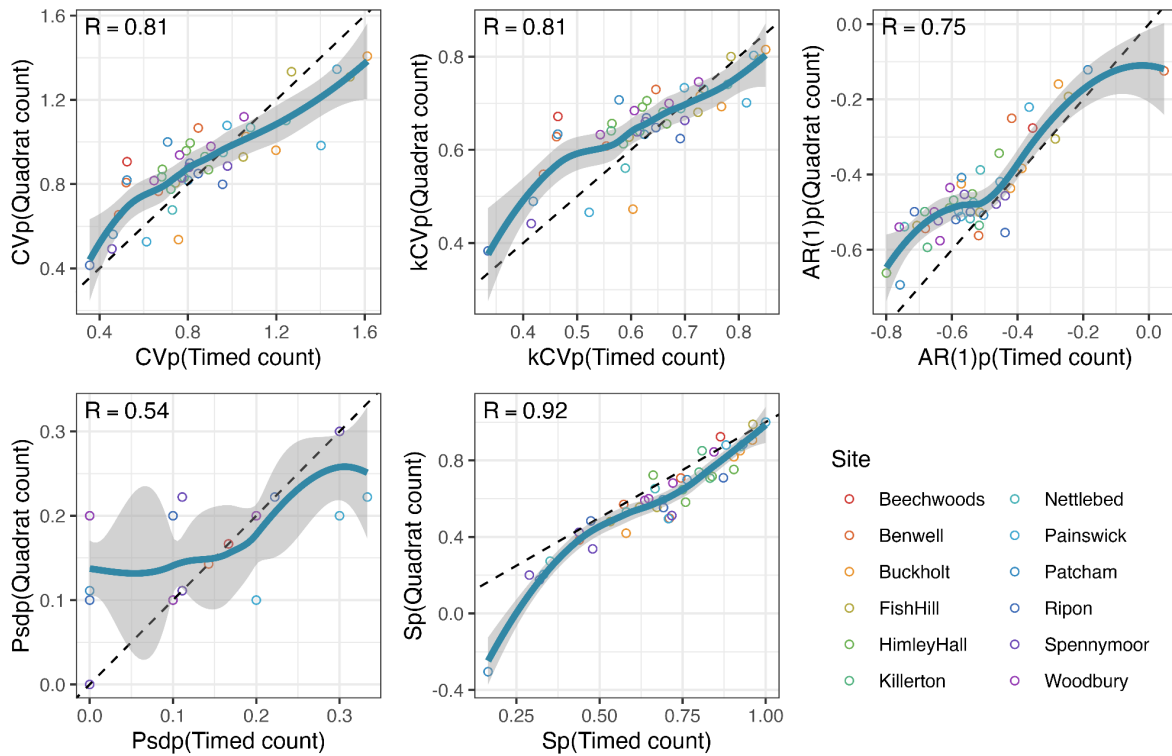 R = 0.81
1.6
1.2
0.8
0.4
CVp(Quadrat count)
0.4 0.8 1.2 1.6
CVp(Timed count)
R = 0.81
0.8
0.6
0.4
kCVp(Quadrat count)
0.4 0.5 0.6 0.7 0.8
kCVp(Timed count)
R = 0.75
0.0
-0.2
-0.4
-0.6
AR(1)p(Quadrat count)
-0.8 -0.6 -0.4 -0.2 0.0
AR(1)p(Timed count)
R = 0.54
0.3
0.2
0.1
0.0
Psdp(Quadrat count)
0.0 0.1 0.2 0.3
Psdp(Timed count)
R = 0.92
0.8
0.4
0.0
-0.4
Sp(Quadrat count)
0.25 0.50 0.75 1.00
Sp(Timed count)
Site
Beechwoods
Benwell
Buckholt
FishHill
HimleyHall
Killerton
Nettlebed
Painswick
Patcham
Ripon
Spennymoor
Woodbury